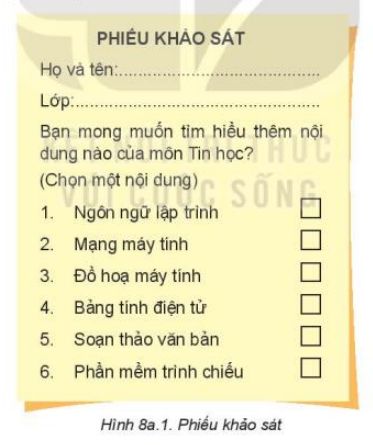 PHIẾU KHẢO SÁT
Họ và tên:............................................
Lớp:.....................................................
Bạn mong muốn tìm hiểu thêm nội
dung nào của môn Tin học?
(Chọn một nội dung)
1. Ngôn ngữ lập trình
2. Mạng máy tính
3. Đồ hoạ máy tính
4. Bảng tính điện tử
5. Soạn thảo văn bản
6. Phần mềm trình chiếu
Hình 8a.1. Phiếu khảo sát